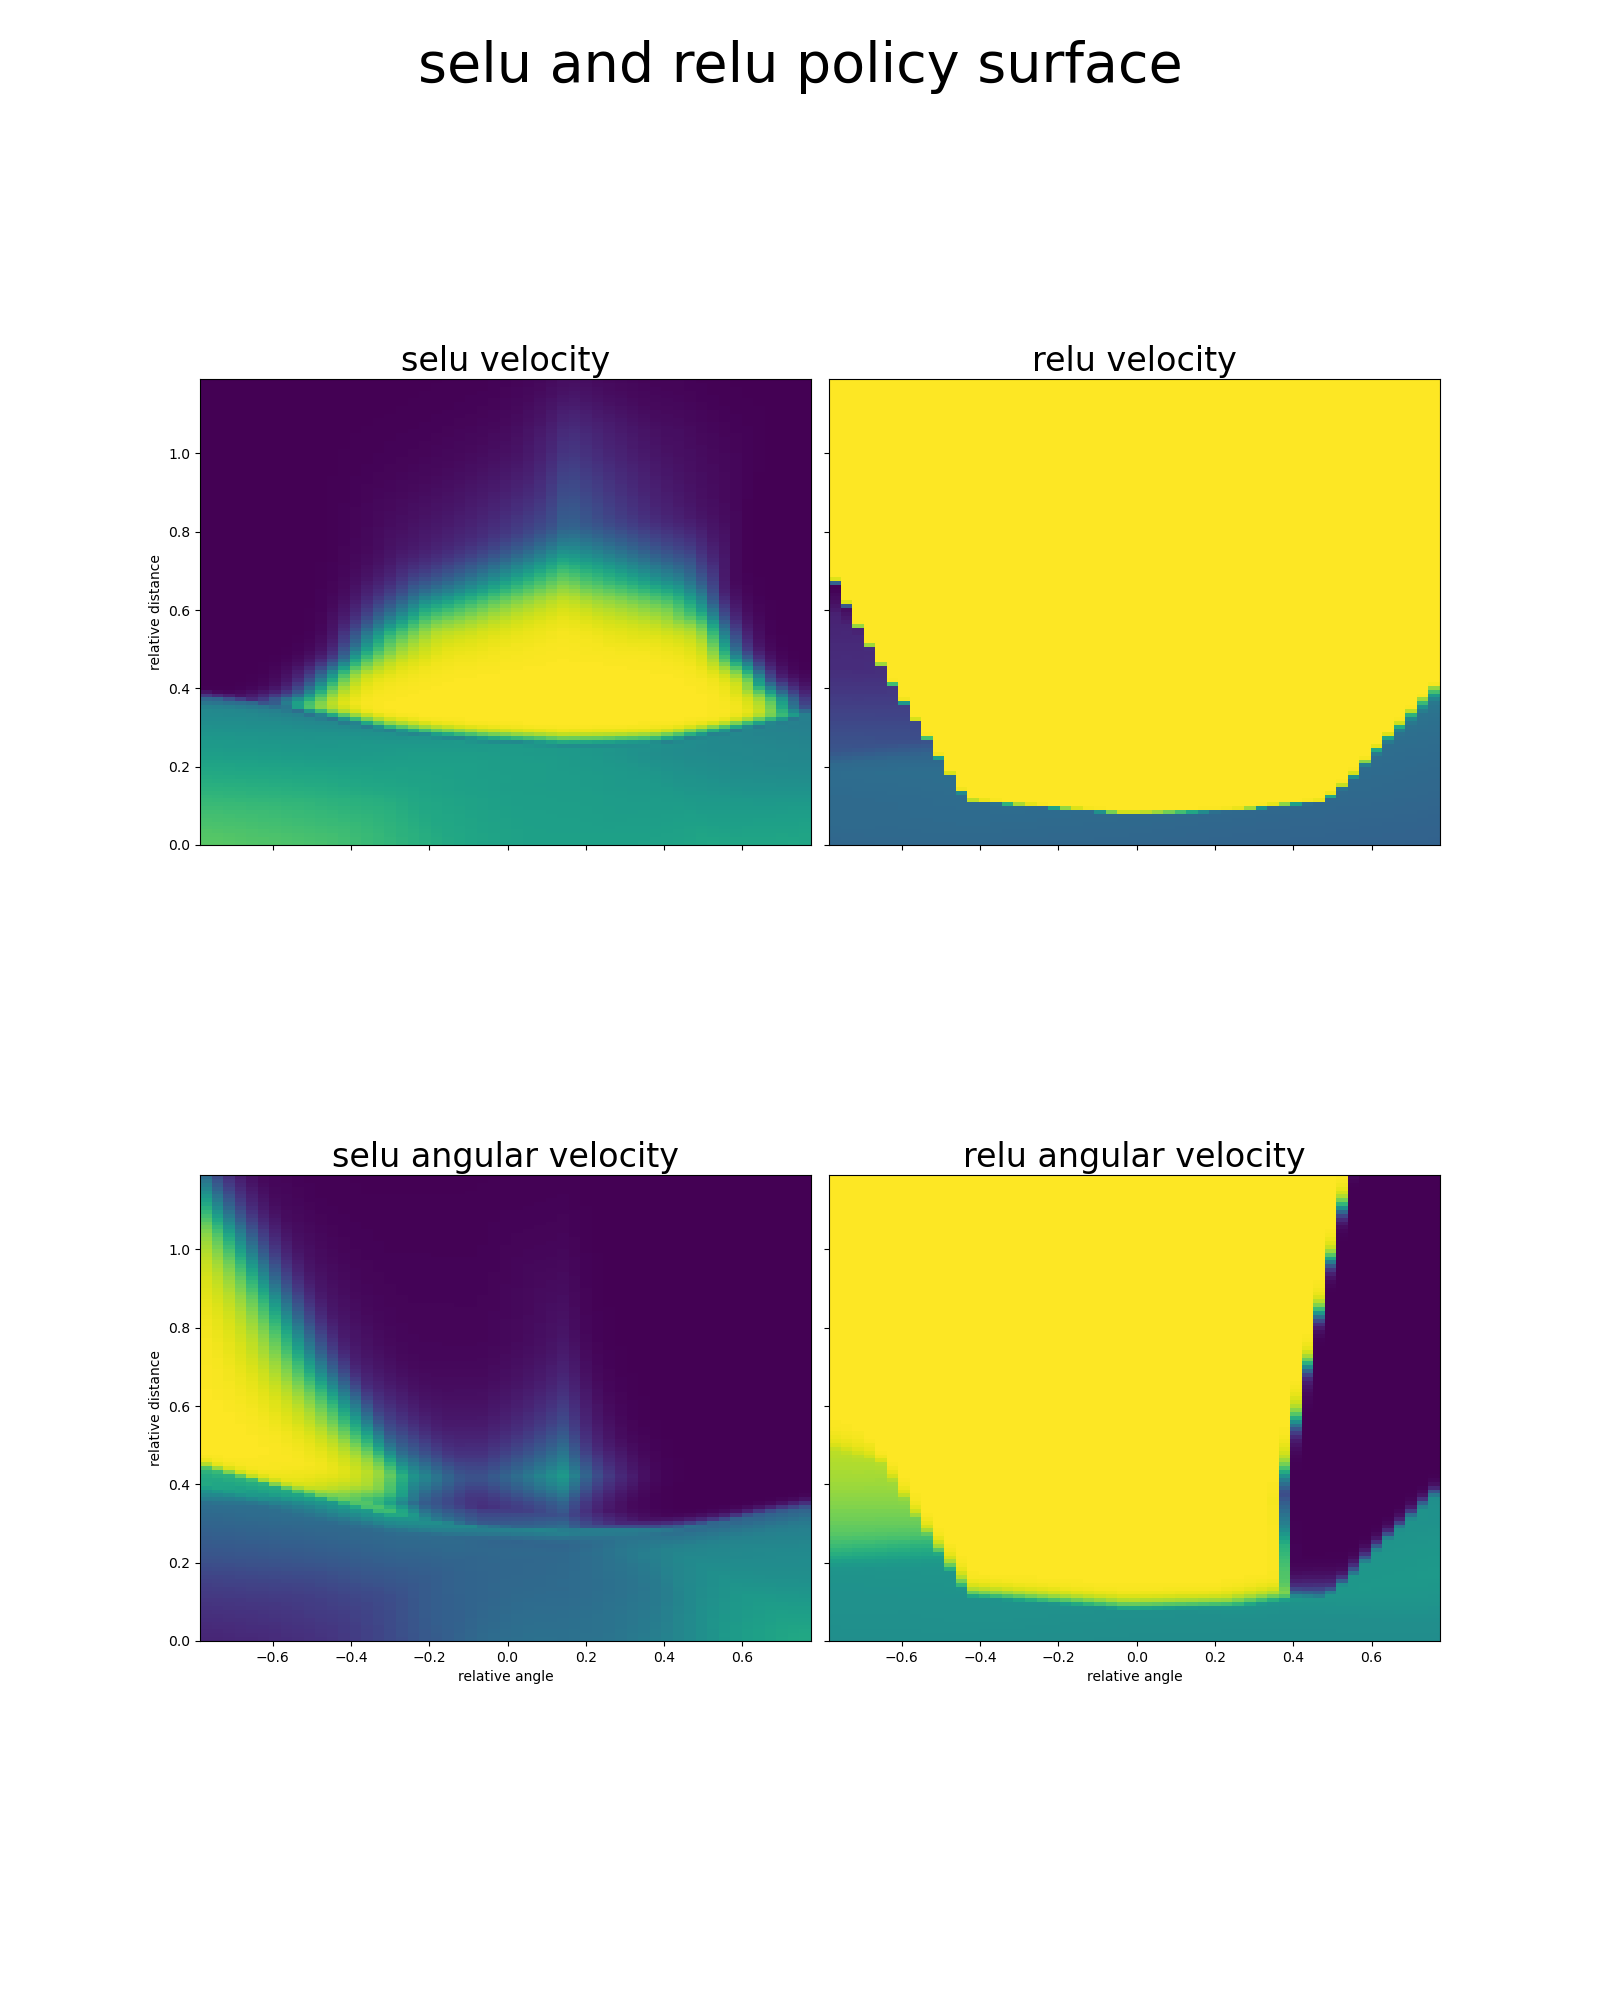 selu and relu policy surface
selu velocity
relu velocity
relative distance
1.0
0.8
0.6
0.4
0.2
0.0
selu angular velocity
relu angular velocity
relative distance
1.0
0.8
0.6
0.4
0.2
0.0
−0.6 −0.4 −0.2 0.0 0.2 0.4 0.6
−0.6 −0.4 −0.2 0.0 0.2 0.4 0.6
relative angle
relative angle